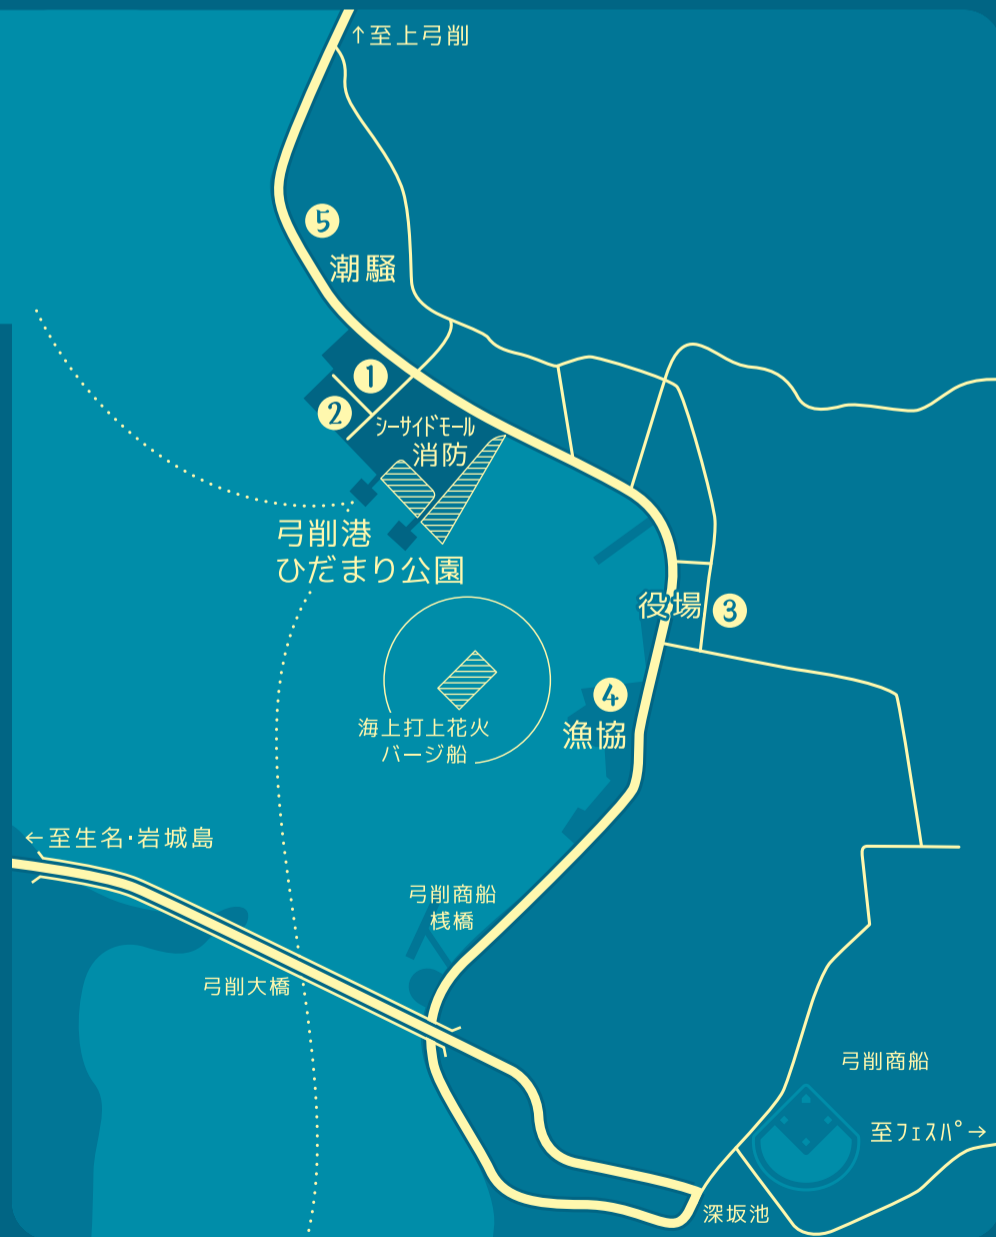 ↑至上弓削
5
潮騒
1
2
シーサイドモール
消防
弓削港
ひだまり公園
役場
3
4
漁協
海上打上花火
バージ船
←至生名・岩城島
弓削商船
桟橋
弓削大橋
弓削商船
至フェスパ→
深坂池